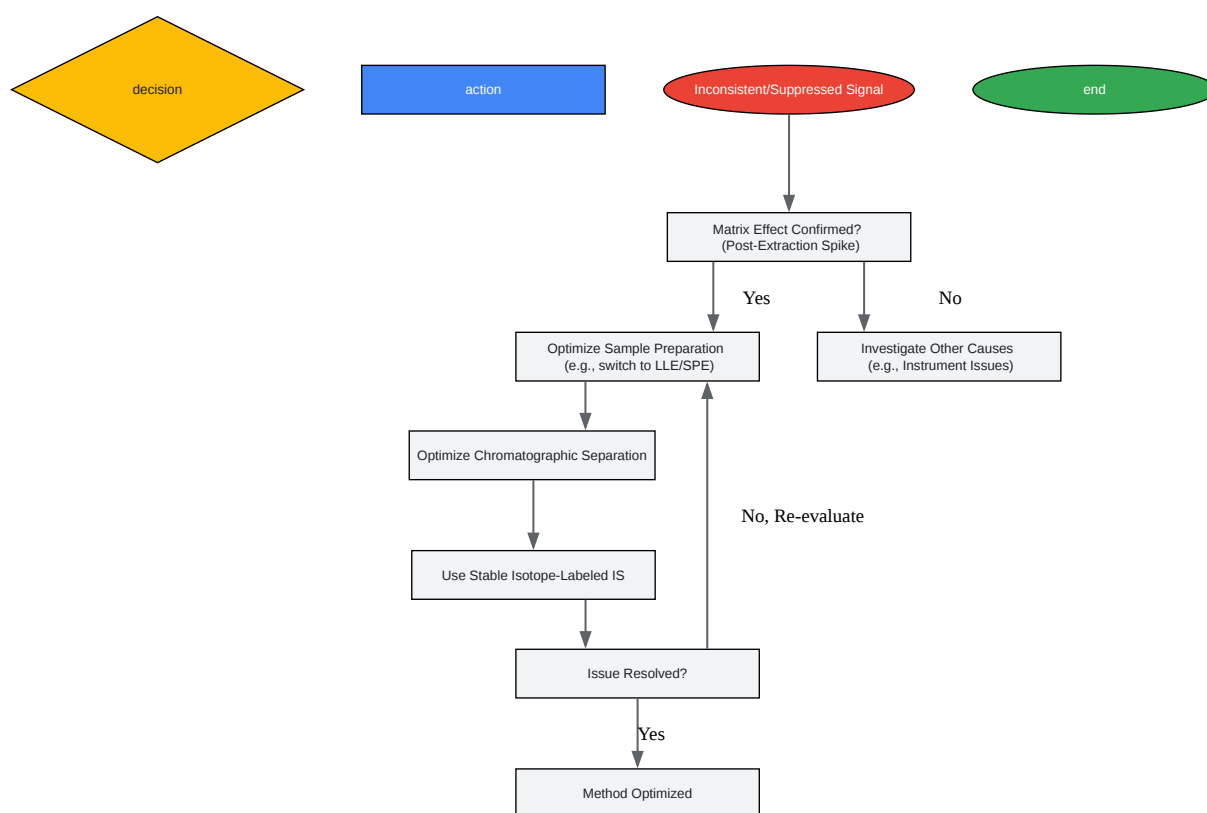 decision
action
Inconsistent/Suppressed Signal
end
Matrix Effect Confirmed?
(Post-Extraction Spike)
Yes
No
Optimize Sample Preparation
(e.g., switch to LLE/SPE)
Investigate Other Causes
(e.g., Instrument Issues)
Optimize Chromatographic Separation
No, Re-evaluate
Use Stable Isotope-Labeled IS
Issue Resolved?
Yes
Method Optimized